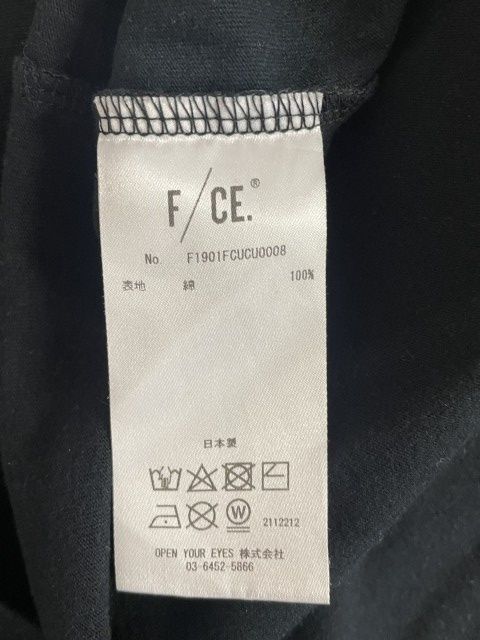 F/CE.®
No. F1901FCUCU0008
表地 綿 100%
日本製
W
2112212
OPEN YOUR EYES 株式会社
03-6452-5866